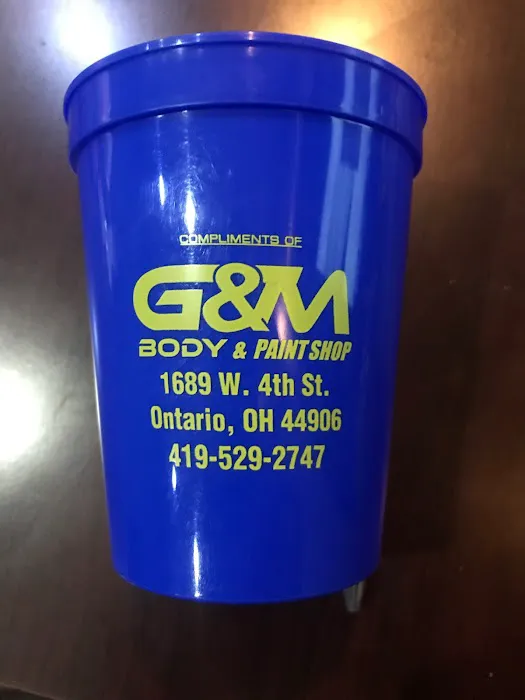 COMPLIMENTS OF
G&M
BODY & PAINT SHOP
1689 W. 4th St.
Ontario, OH 44906
419-529-2747